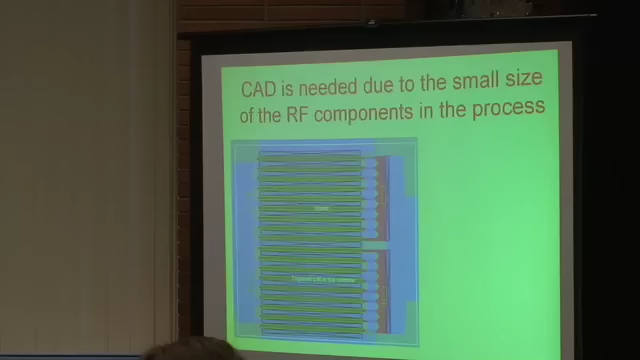 CAD is needed due to the small size
of the RF components in the process